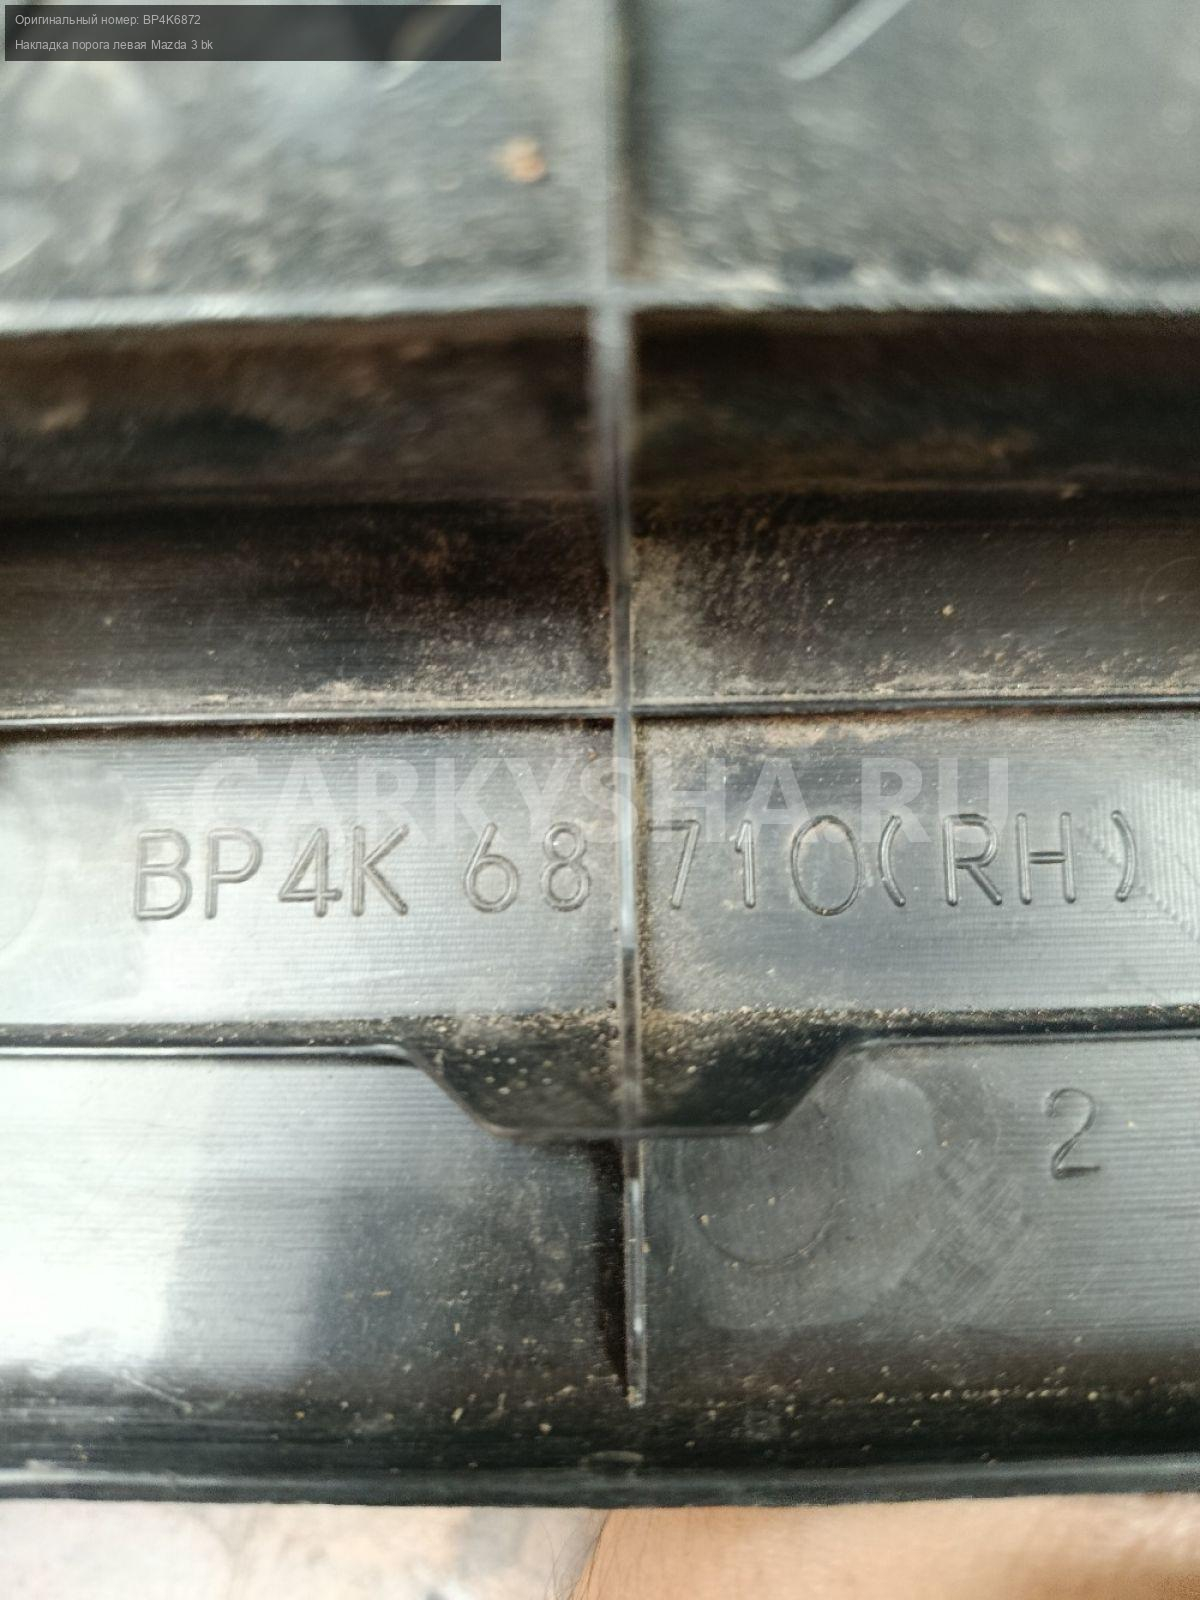 Оригинальный номер: BP4K6872
Накладка порога левая Mazda 3 bk
CARKYSHA.RU
BP4K 68 710(RH)
2